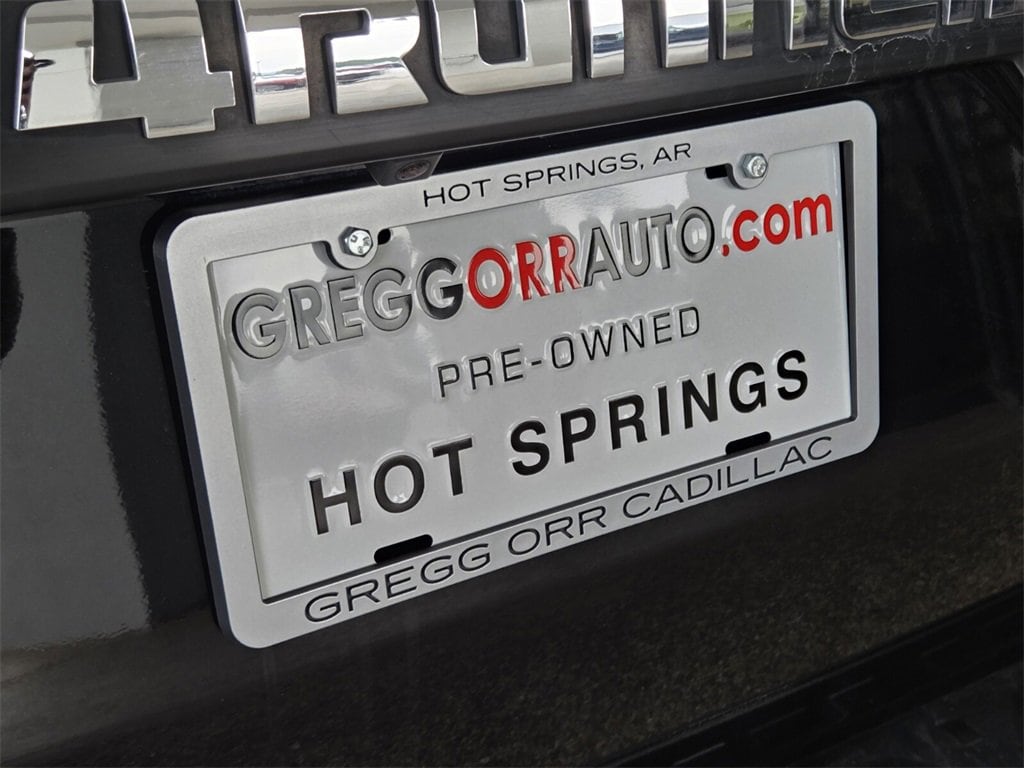 4RUNNER
HOT SPRINGS, AR
GREGGORRAUTO.com
PRE-OWNED
HOT SPRINGS
GREGG ORR CADILLAC